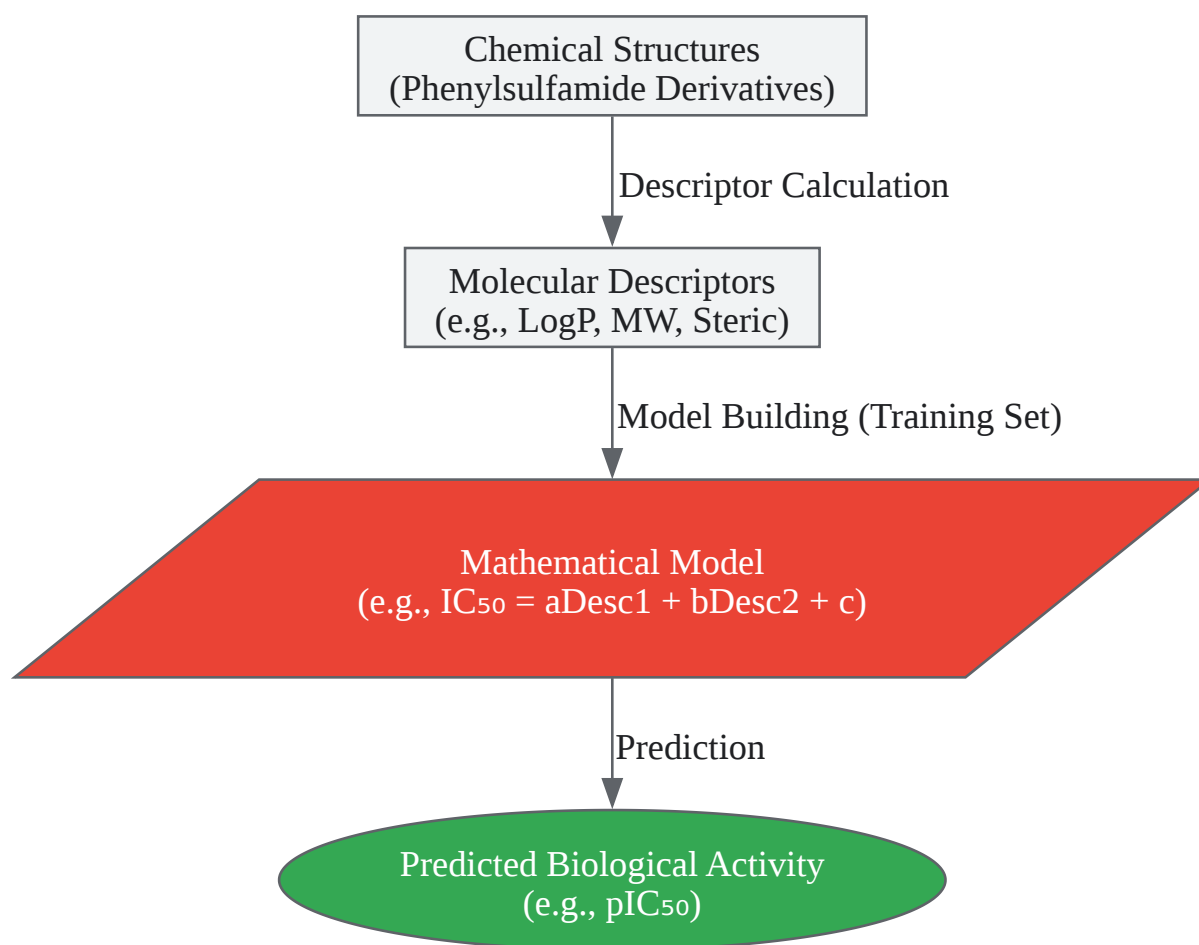 Chemical Structures
(Phenylsulfamide Derivatives)
Descriptor Calculation
Molecular Descriptors
(e.g., LogP, MW, Steric)
Model Building (Training Set)
Mathematical Model
(e.g., IC₅₀ = aDesc1 + bDesc2 + c)
Prediction
Predicted Biological Activity
(e.g., pIC₅₀)